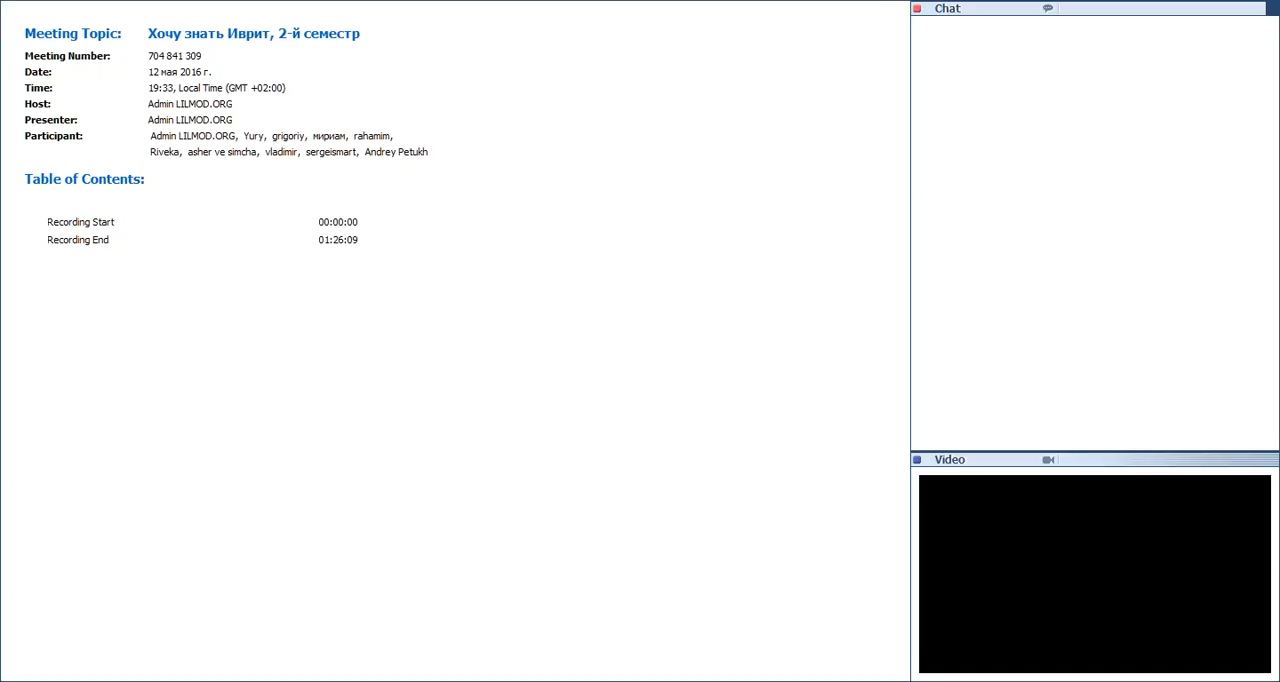 Meeting Topic: Хочу знать Иврит, 2-й семестр
Meeting Number: 704 841 309
Date: 12 мая 2016 г.
Time: 19:33, Local Time (GMT +02:00)
Host: Admin LILMOD.ORG
Presenter: Admin LILMOD.ORG
Participant: Admin LILMOD.ORG, Yury, grigoriy, мириам, rahamim,
Riveka, asher ve simcha, vladimir, sergeismart, Andrey Petukh
Table of Contents:
Recording Start 00:00:00
Recording End 01:26:09
Chat
Video